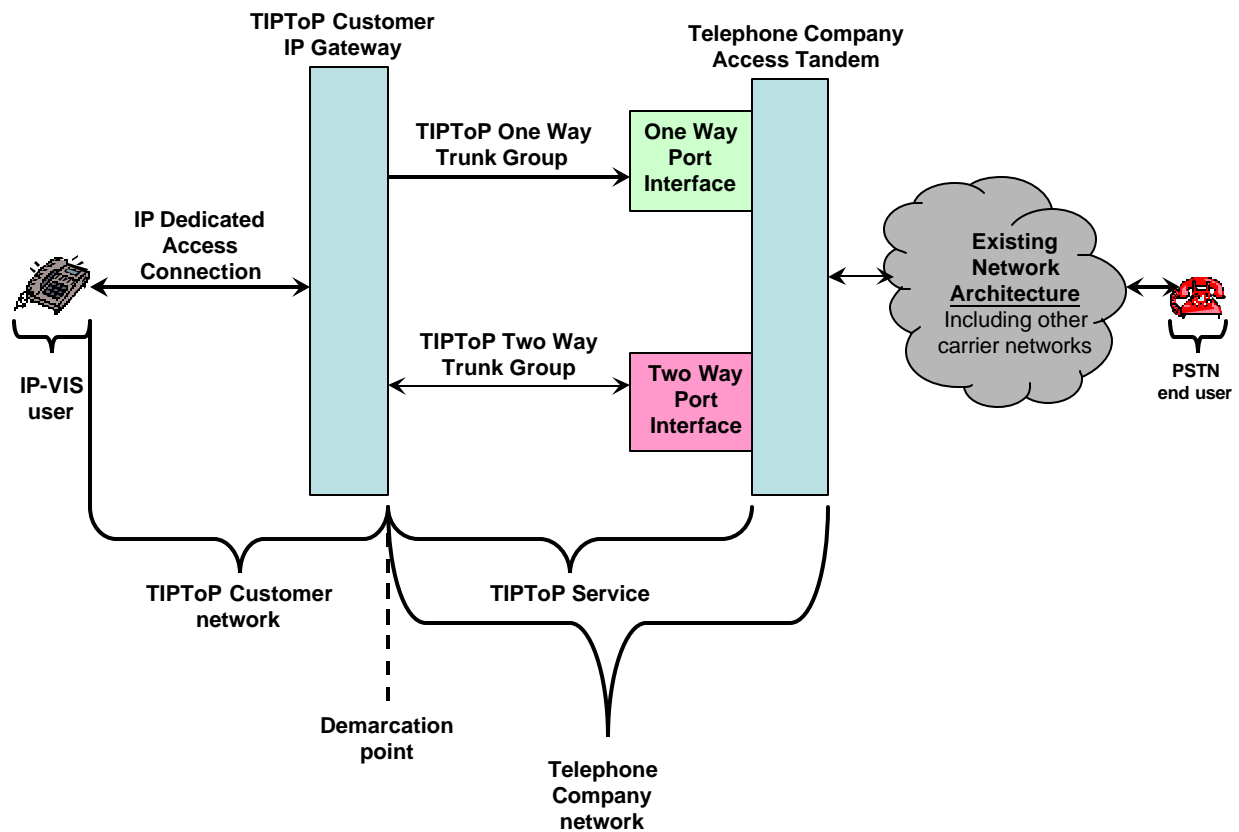 TIPToP Customer
IP Gateway
Telephone Company
Access Tandem
TIPToP One Way
Trunk Group
One Way
Port
Interface
IP Dedicated
Access
Connection
Existing
Network
Architecture
Including other
carrier networks
TIPToP Two Way
Trunk Group
Two Way
Port
Interface
IP-VIS
user
PSTN
end user
TIPToP Customer
network
TIPToP Service
Demarcation
point
Telephone
Company
network